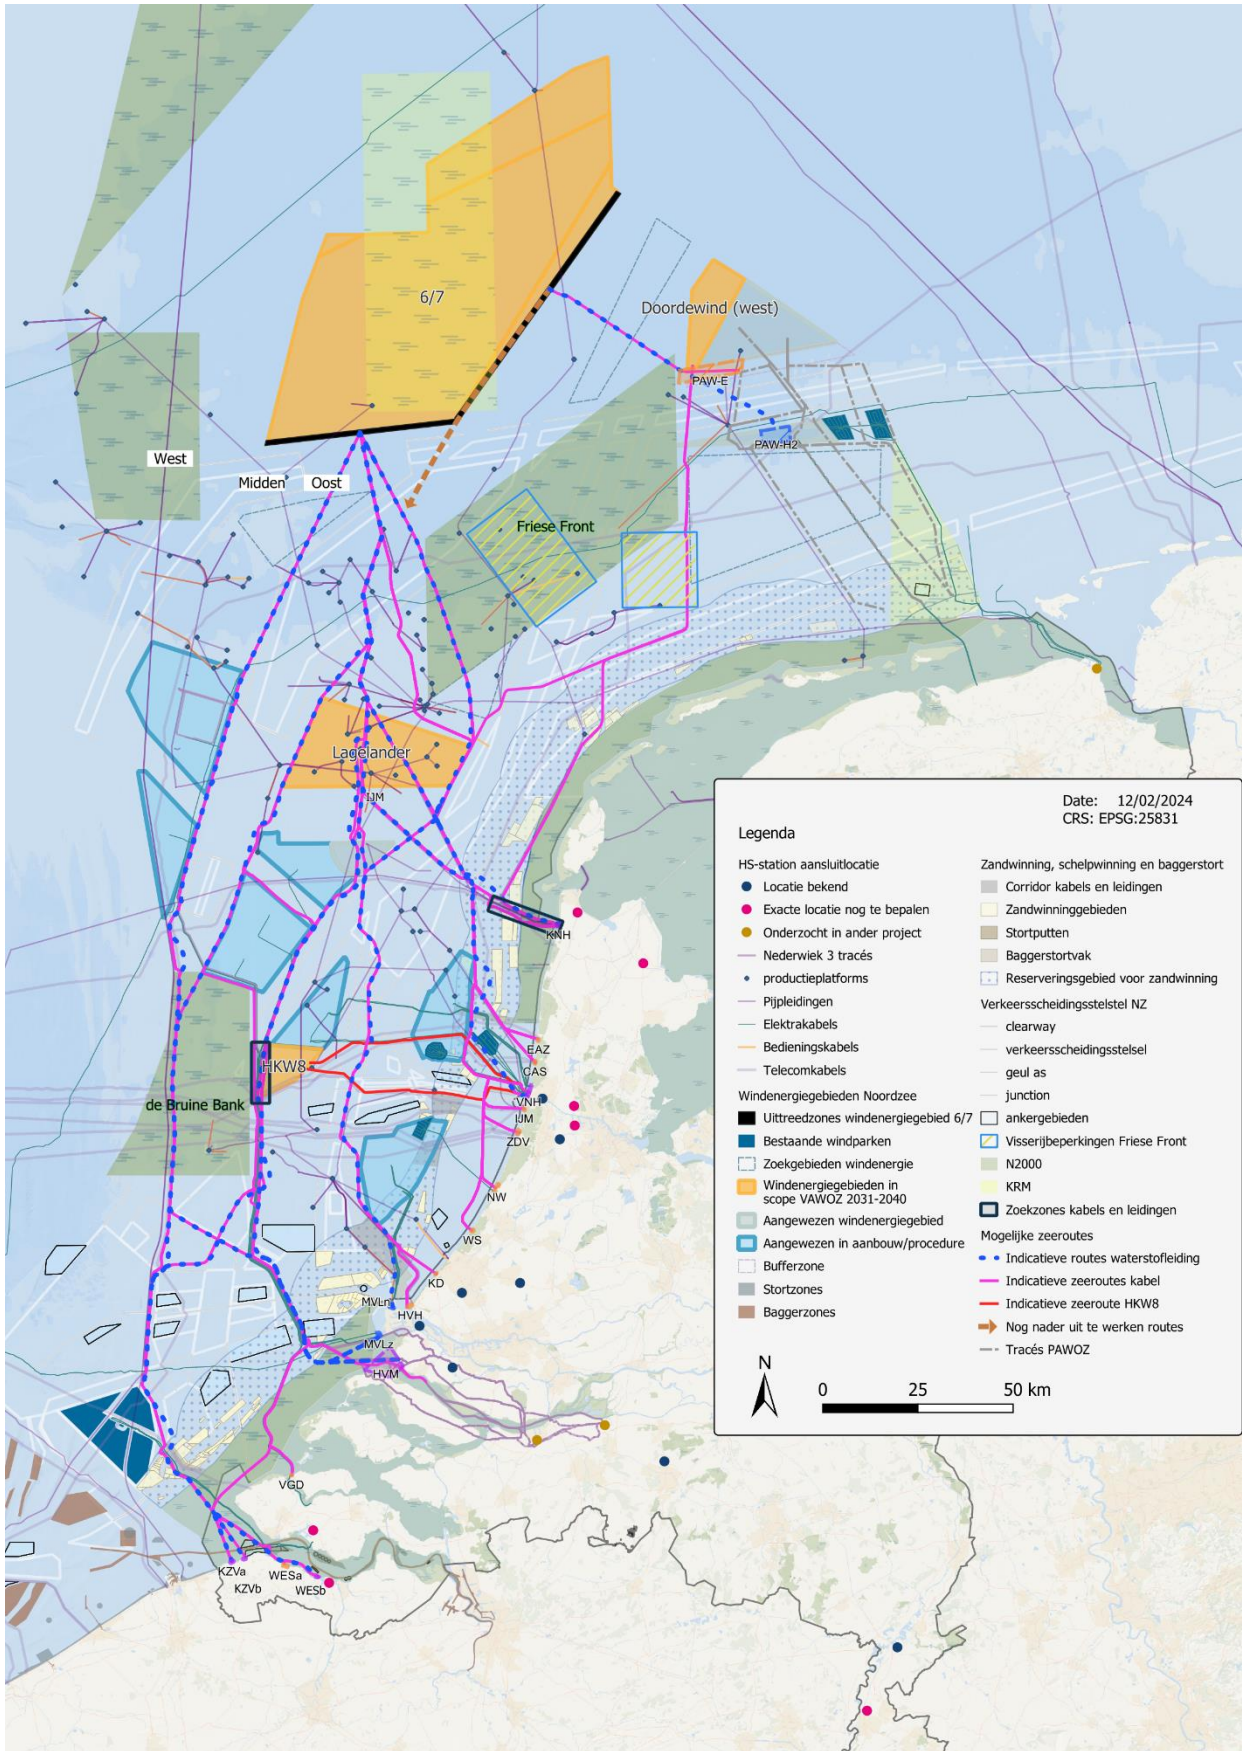 6/7
Doordewind (west)
PAW-E
PAW-H2
West
Midden
Oost
Friese Front
Lagelander
IJM
KNH
EAZ
HKW8
CAS
VNH
de Bruine Bank
IJM
ZDV
NW
WS
KD
MVLn
HVH
MVLz
HVM
VGD
KZVa
KZVb
WESa
WESb
Date: 12/02/2024
CRS: EPSG:25831
Legenda
HS-station aansluitlocatie
Locatie bekend
Exacte locatie nog te bepalen
Onderzocht in ander project
Nederwiek 3 tracés
productieplatforms
Pijpleidingen
Elektrakabels
Bedieningskabels
Telecomkabels
Windenergiegebieden Noordzee
Uittreedzones windenergiegebied 6/7
Bestaande windparken
Zoekgebieden windenergie
Windenergiegebieden in
scope VAWOZ 2031-2040
Aangewezen windenergiegebied
Aangewezen in aanbouw/procedure
Bufferzone
Stortzones
Baggerzones
Zandwinning, schelpwinning en baggerstort
Corridor kabels en leidingen
Zandwinninggebieden
Stortputten
Baggerstortvak
Reserveringsgebied voor zandwinning
Verkeersscheidingsstelstel NZ
clearway
verkeersscheidingsstelsel
geul as
junction
ankergebieden
Visserijbeperkingen Friese Front
N2000
KRM
Zoekzones kabels en leidingen
Mogelijke zeeroutes
Indicatieve routes waterstofleiding
Indicatieve zeeroutes kabel
Indicatieve zeeroute HKW8
Nog nader uit te werken routes
Tracés PAWOZ
N
0 25 50 km